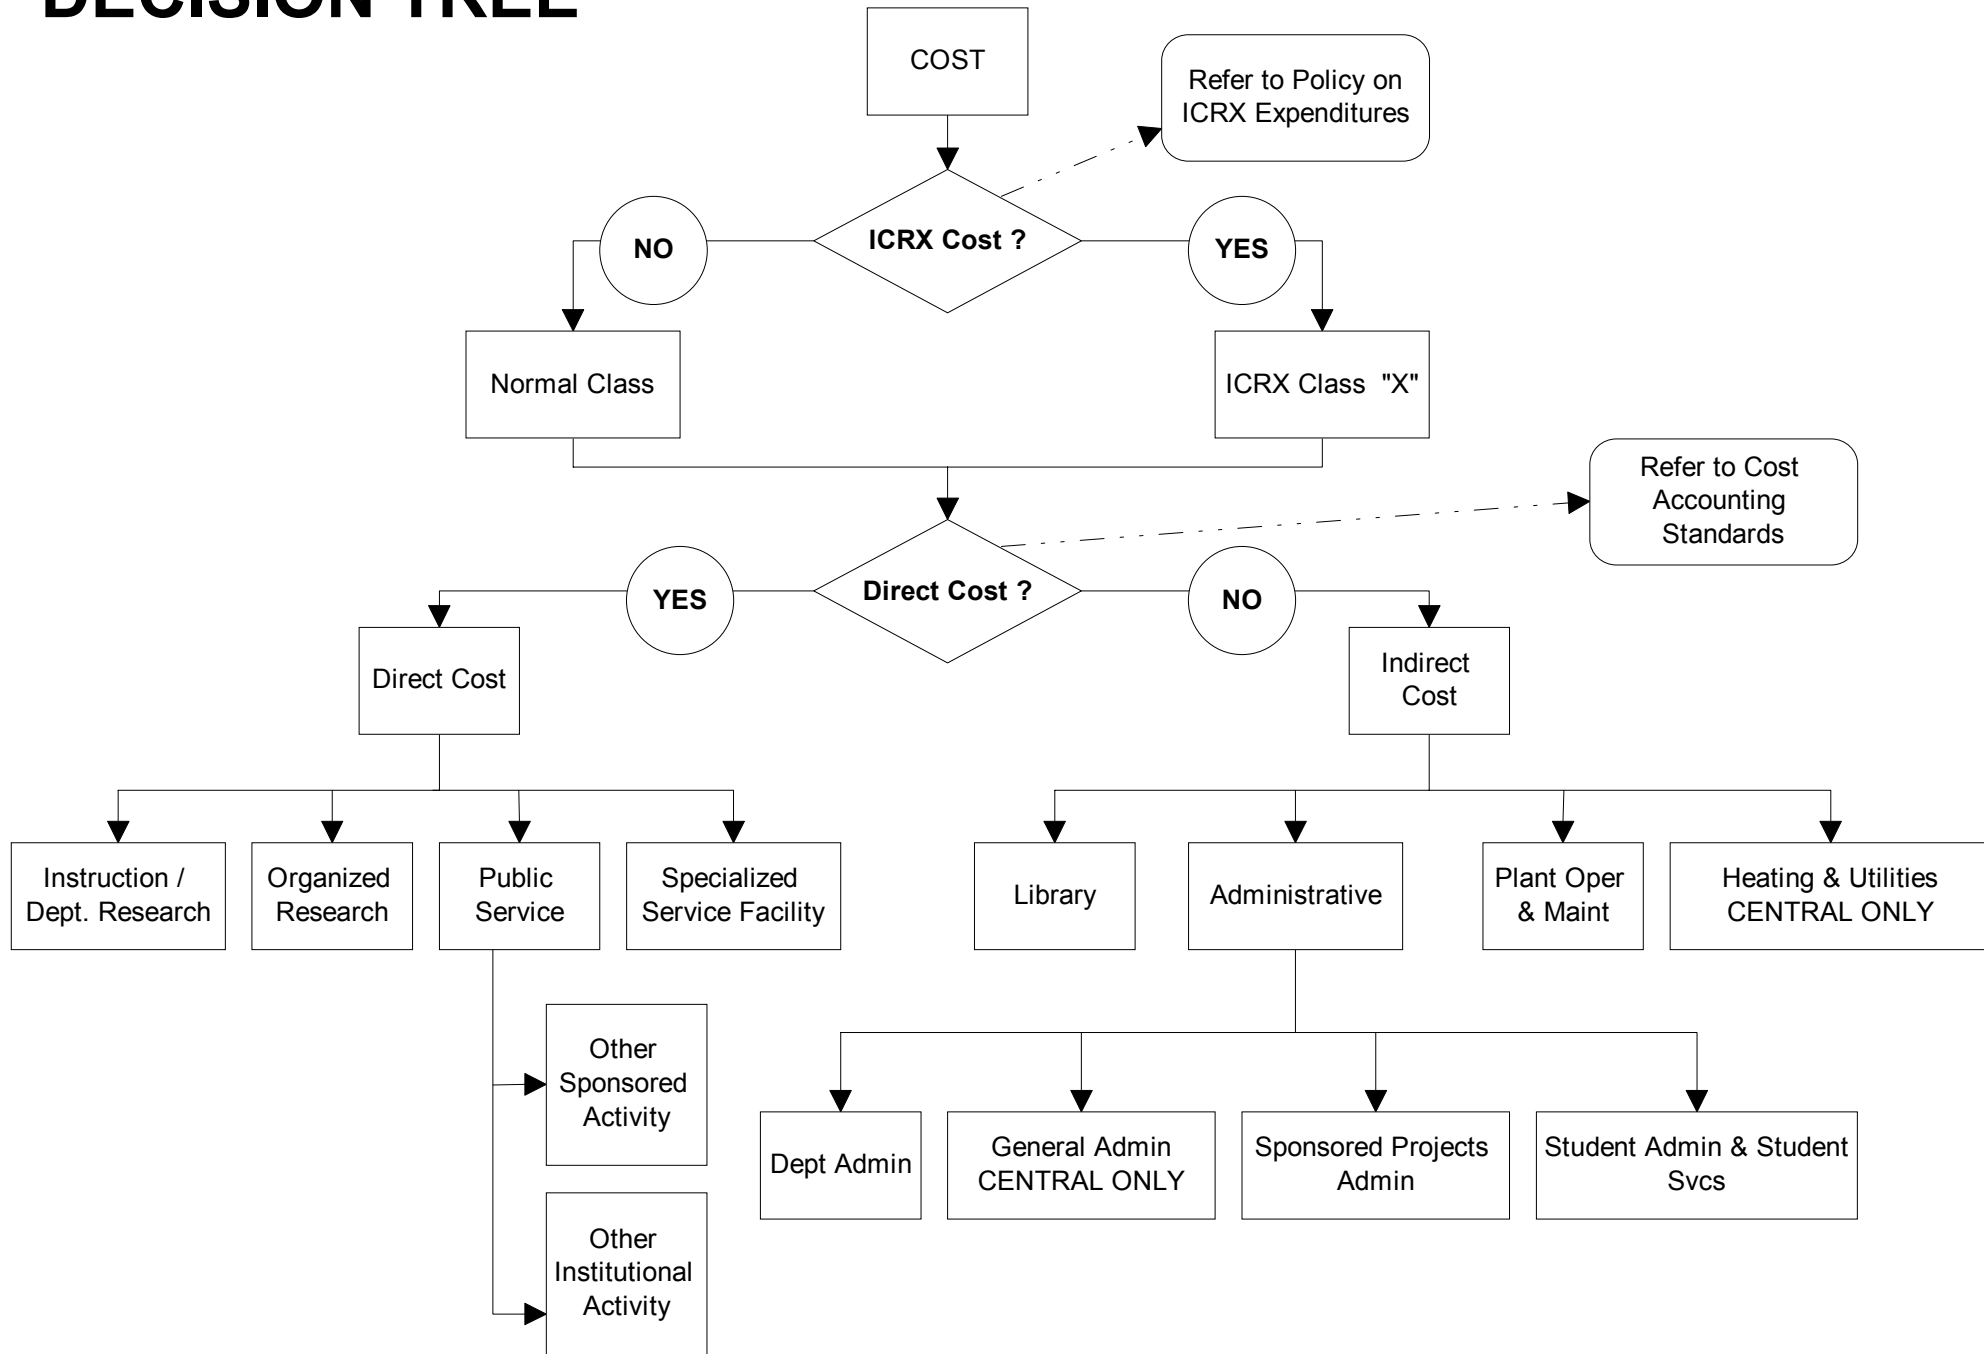 DECISION TREE
COST
Refer to Policy on
ICRX Expenditures
NO
ICRX Cost ?
YES
Normal Class
ICRX Class "X"
Refer to Cost
Accounting
Standards
YES
Direct Cost ?
NO
Direct Cost
Indirect
Cost
Instruction /
Dept. Research
Organized
Research
Public
Service
Specialized
Service Facility
Library
Administrative
Plant Oper
& Maint
Heating & Utilities
CENTRAL ONLY
Other
Sponsored
Activity
Dept Admin
General Admin
CENTRAL ONLY
Sponsored Projects
Admin
Student Admin & Student
Svcs
Other
Institutional
Activity